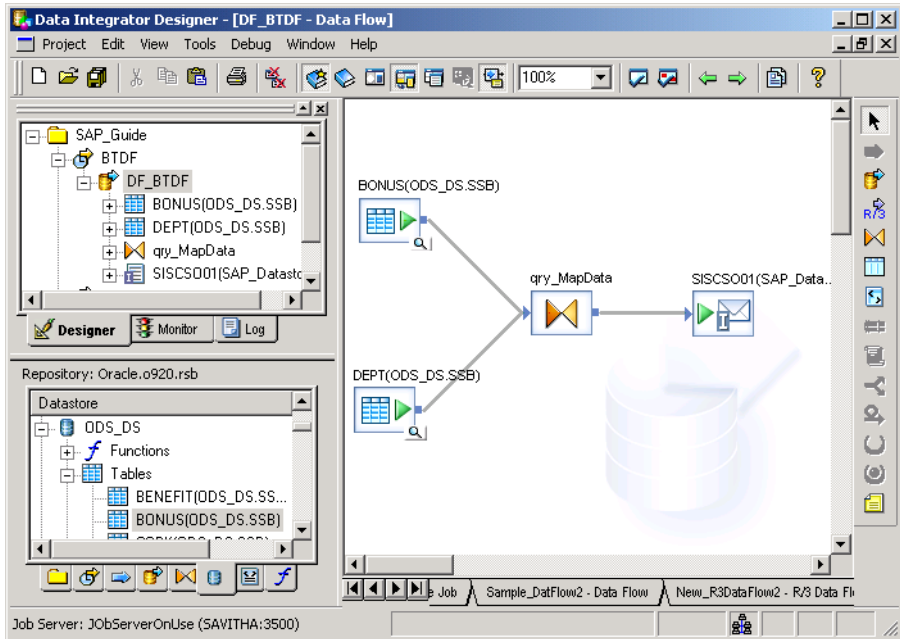 Data Integrator Designer - [DF_BTDF - Data Flow]
Project Edit View Tools Debug Window Help
100%
SAP_Guide
BTDF
DF_BTDF
BONUS(ODS_DS.SSB)
DEPT(ODS_DS.SSB)
qry_MapData
SISCSO01(SAP_Datastc
Designer Monitor Log
Repository: Oracle.o920.rsb
Datastore
ODS_DS
Functions
Tables
BENEFIT(ODS_DS.SS...
BONUS(ODS_DS.SSB)
BONUS(ODS_DS.SSB)
qry_MapData
SISCSO01(SAP_Data..
DEPT(ODS_DS.SSB)
R/3
e Job Sample_DatFlow2 - Data Flow New_R3DataFlow2 - R/3 Data Fl
Job Server: JObServerOnUse (SAVITHA:3500)